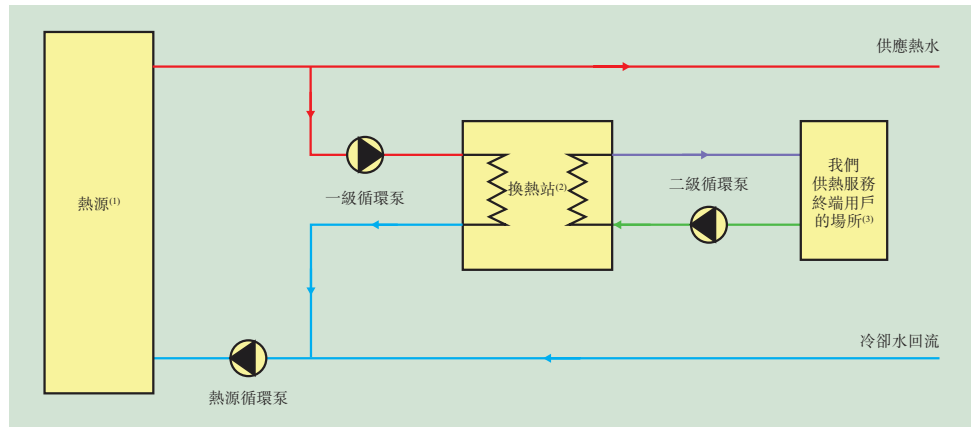 供應熱水
熱源(1)
一級循環泵
換熱站(2)
二級循環泵
我們
供熱服務
終端用戶
的場所(3)
冷卻水回流
熱源循環泵